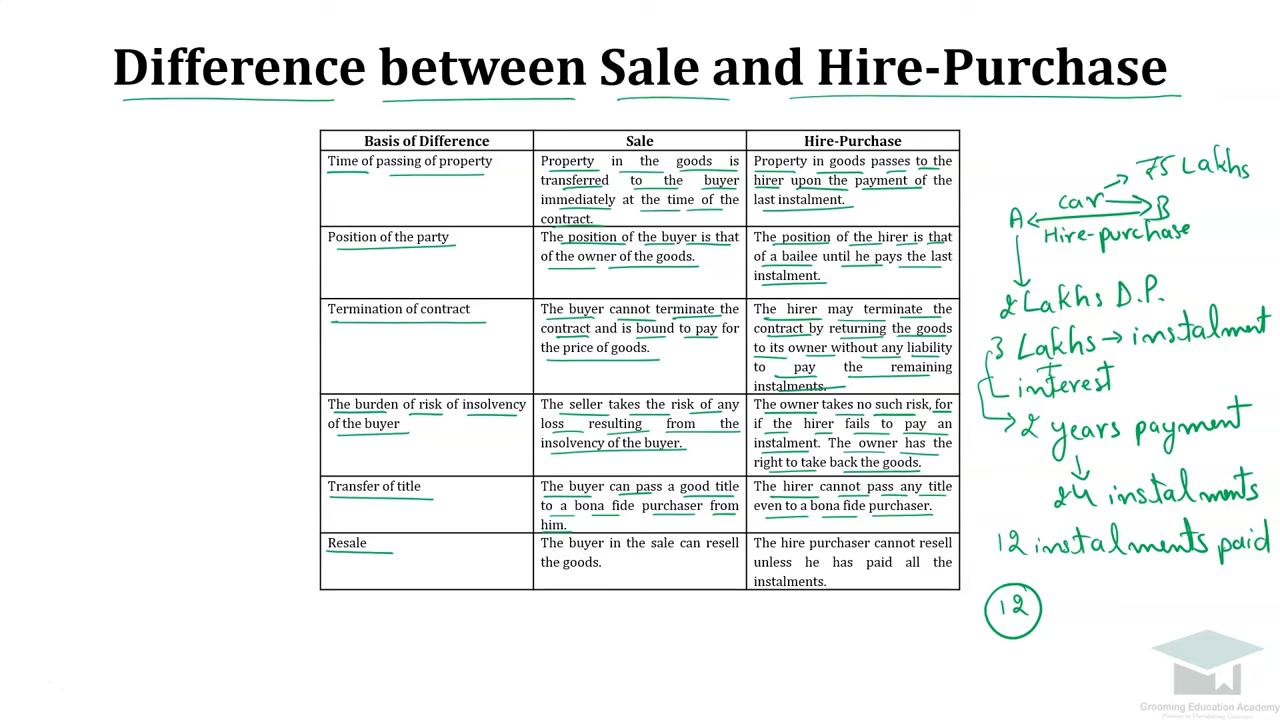 Difference between Sale and Hire-Purchase
Basis of Difference
Sale
Hire-Purchase
Time of passing of property
Property in the goods is
transferred to the buyer
immediately at the time of the
contract.
Property in goods passes to the
hirer upon the payment of the
last instalment.
Position of the party
The position of the buyer is that
of the owner of the goods.
The position of the hirer is that
of a bailee until he pays the last
instalment.
Termination of contract
The buyer cannot terminate the
contract and is bound to pay for
the price of goods.
The hirer may terminate the
contract by returning the goods
to its owner without any liability
to pay the remaining
instalments.
The burden of risk of insolvency
of the buyer
The seller takes the risk of any
loss resulting from the
insolvency of the buyer.
The owner takes no such risk, for
if the hirer fails to pay an
instalment. The owner has the
right to take back the goods.
Transfer of title
The buyer can pass a good title
to a bona fide purchaser from
him.
The hirer cannot pass any title
even to a bona fide purchaser.
Resale
The buyer in the sale can resell
the goods.
The hire purchaser cannot resell
unless he has paid all the
instalments.
Lakhs
car
A B
Hire-purchase
2 Lakhs D.P.
3 Lakhs → instalment
interest
2 years payment
24 instalments
12 instalments paid
12
Grooming Education Academy